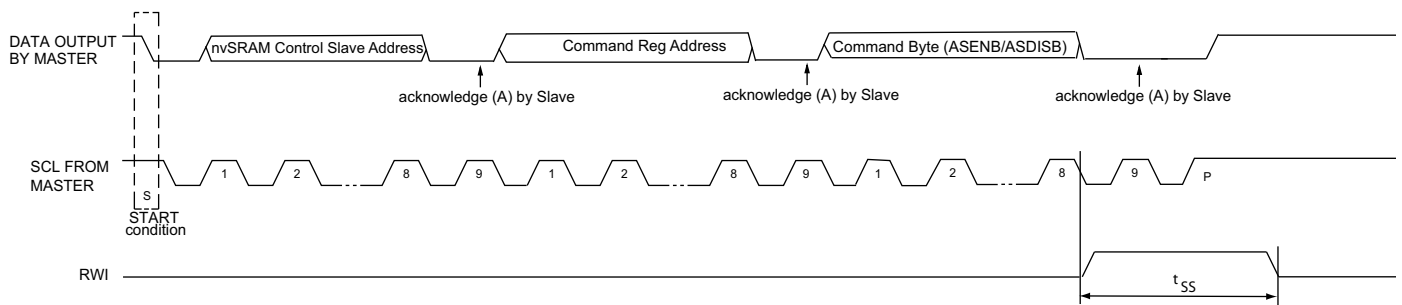 DATA OUTPUT
BY MASTER
nvSRAM Control Slave Address
Command Reg Address
Command Byte (ASENB/ASDISB)
acknowledge (A) by Slave
acknowledge (A) by Slave
acknowledge (A) by Slave
SCL FROM
MASTER
1 2 8 9 1 2 8 9 1 2 8 9 P
S
START
condition
RWI
tSS